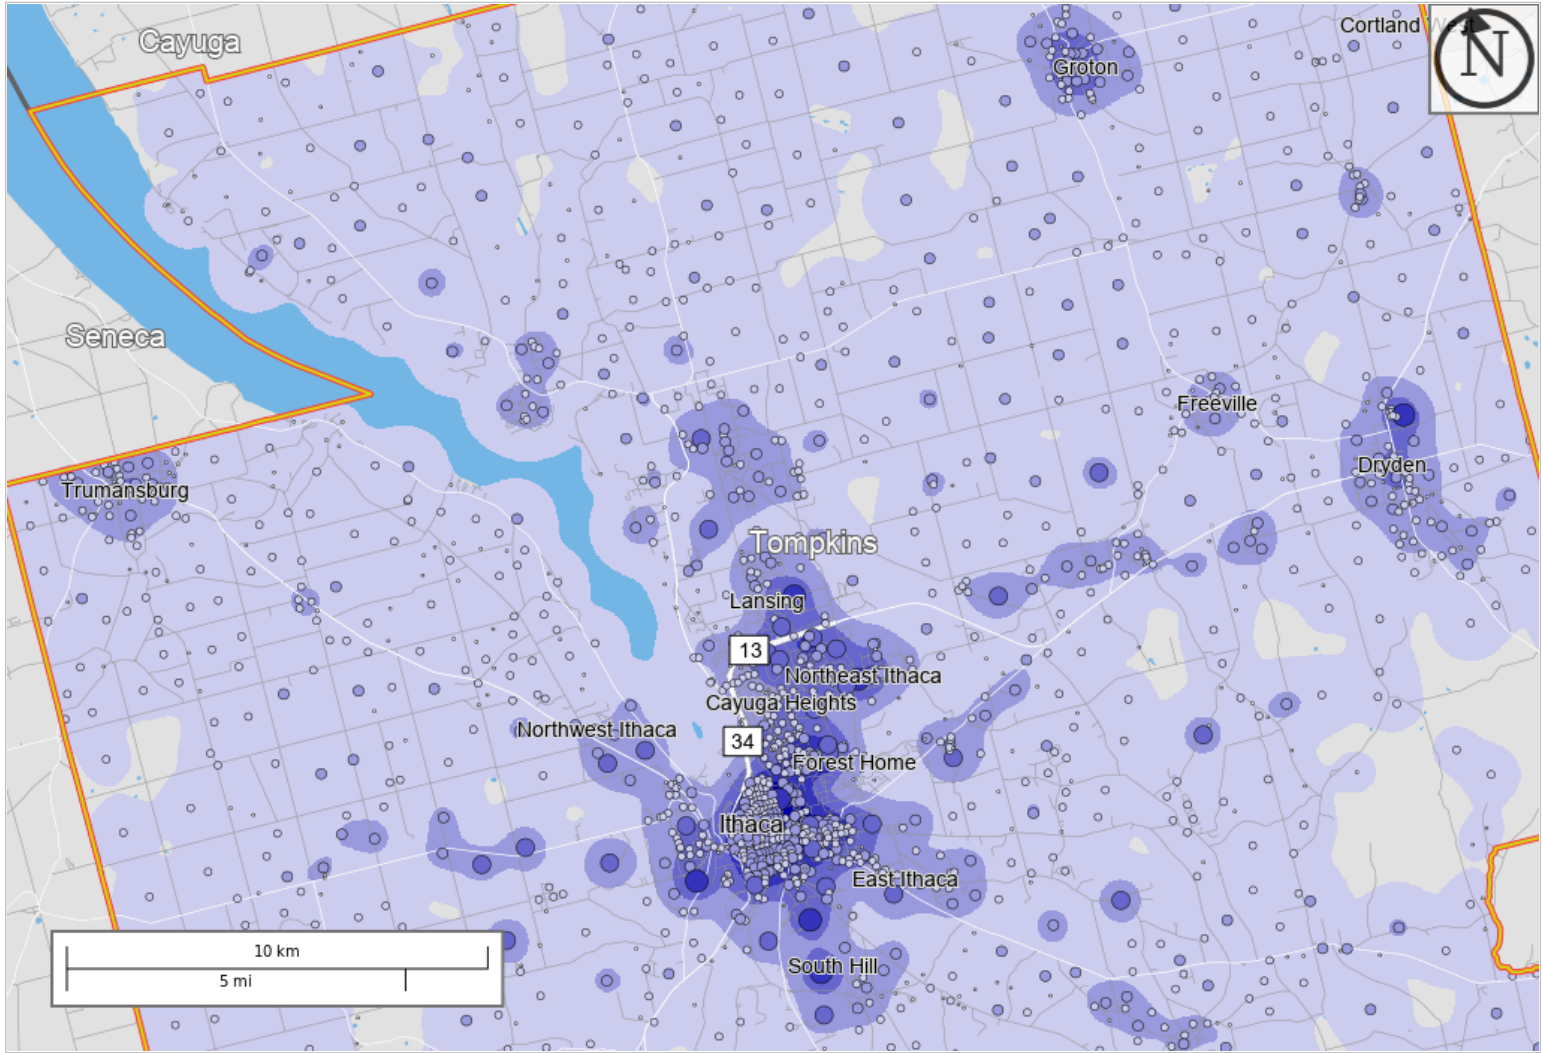 Cortland West
N
Cayuga
Groton
Seneca
Freeville
Dryden
Trumansburg
Tompkins
Lansing
13
Northeast Ithaca
Cayuga Heights
Northwest Ithaca
34
Forest Home
Ithaca
East Ithaca
South Hill
10 km
5 mi